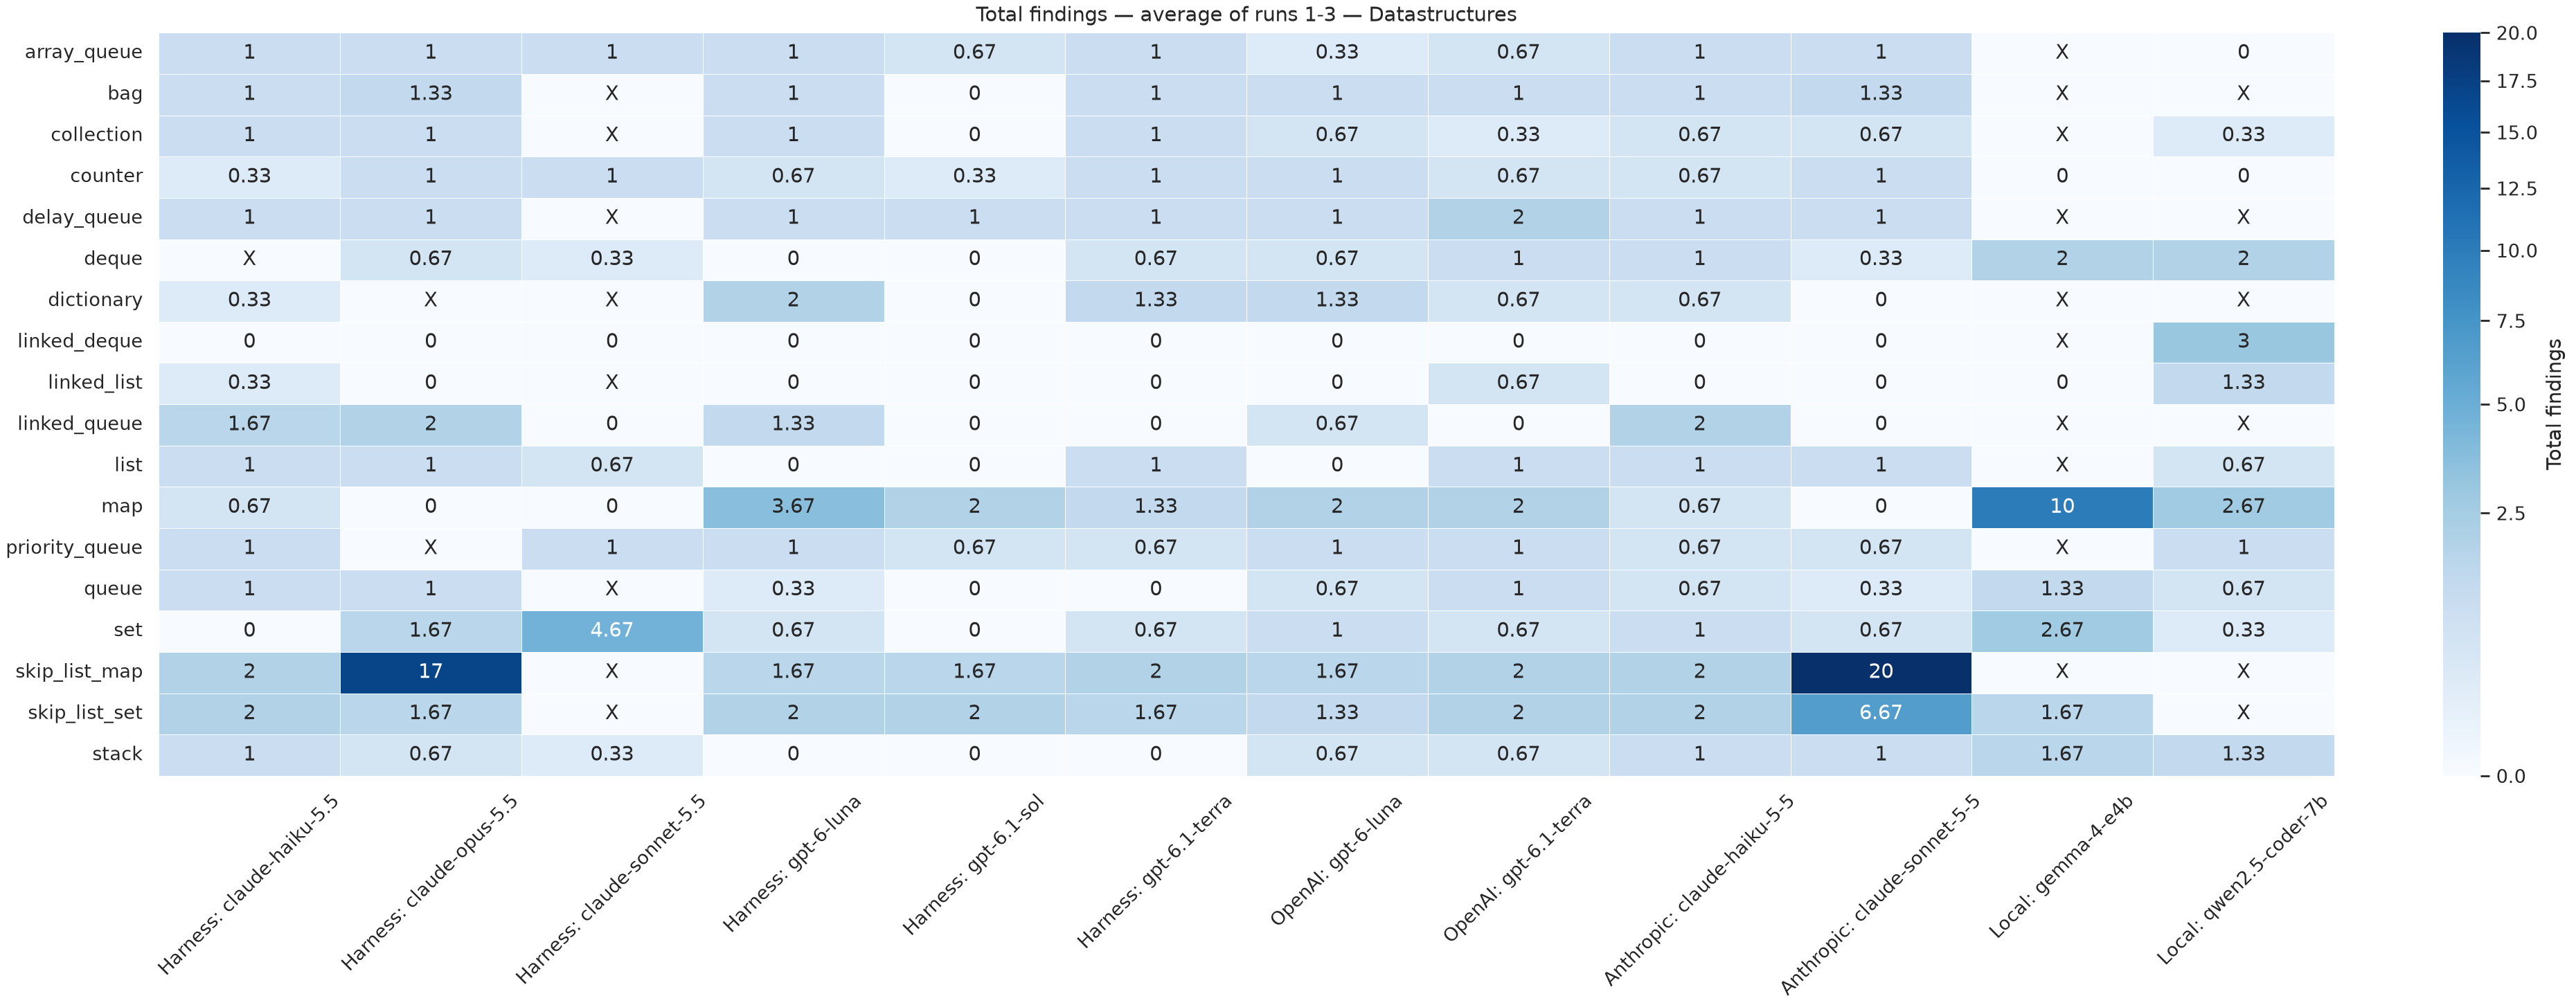 Total findings — average of runs 1-3 — Datastructures
array_queue 1 1 1 1 0.67 1 0.33 0.67 1 1 X 0
bag 1 1.33 X 1 0 1 1 1 1 1.33 X X
collection 1 1 X 1 0 1 0.67 0.33 0.67 0.67 X 0.33
counter 0.33 1 1 0.67 0.33 1 1 0.67 0.67 1 0 0
delay_queue 1 1 X 1 1 1 1 2 1 1 X X
deque X 0.67 0.33 0 0 0.67 0.67 1 1 0.33 2 2
dictionary 0.33 X X 2 0 1.33 1.33 0.67 0.67 0 X X
linked_deque 0 0 0 0 0 0 0 0 0 0 X 3
linked_list 0.33 0 X 0 0 0 0 0.67 0 0 0 1.33
linked_queue 1.67 2 0 1.33 0 0 0.67 0 2 0 X X
list 1 1 0.67 0 0 1 0 1 1 1 X 0.67
map 0.67 0 0 3.67 2 1.33 2 2 0.67 0 10 2.67
priority_queue 1 X 1 1 0.67 0.67 1 1 0.67 0.67 X 1
queue 1 1 X 0.33 0 0 0.67 1 0.67 0.33 1.33 0.67
set 0 1.67 4.67 0.67 0 0.67 1 0.67 1 0.67 2.67 0.33
skip_list_map 2 17 X 1.67 1.67 2 1.67 2 2 20 X X
skip_list_set 2 1.67 X 2 2 1.67 1.33 2 2 6.67 1.67 X
stack 1 0.67 0.33 0 0 0 0.67 0.67 1 1 1.67 1.33
Harness: claude-haiku-5.5
Harness: claude-opus-5.5
Harness: claude-sonnet-5.5
Harness: gpt-6-luna
Harness: gpt-6.1-sol
Harness: gpt-6.1-terra
OpenAI: gpt-6-luna
OpenAI: gpt-6.1-terra
Anthropic: claude-haiku-5-5
Anthropic: claude-sonnet-5-5
Local: gemma-4-e4b
Local: qwen2.5-coder-7b
20.0
17.5
15.0
12.5
10.0
7.5
5.0
2.5
0.0
Total findings